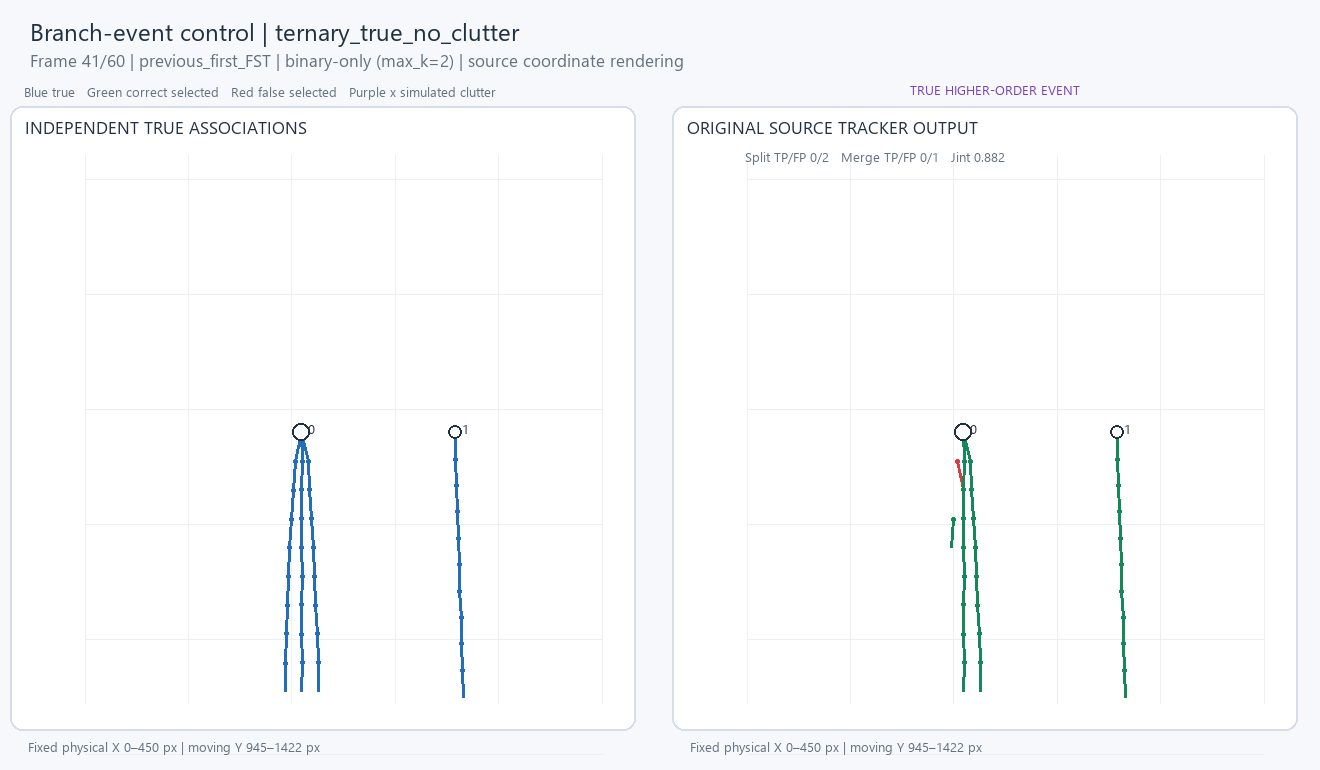 Branch-event control | ternary_true_no_clutter
Frame 41/60 | previous_first_FST | binary-only (max_k=2) | source coordinate rendering
Blue true   Green correct selected   Red false selected   Purple x simulated clutter
TRUE HIGHER-ORDER EVENT
INDEPENDENT TRUE ASSOCIATIONS
0
1
Fixed physical X 0–450 px | moving Y 945–1422 px
ORIGINAL SOURCE TRACKER OUTPUT
Split TP/FP 0/2   Merge TP/FP 0/1   Jint 0.882
0
1
Fixed physical X 0–450 px | moving Y 945–1422 px